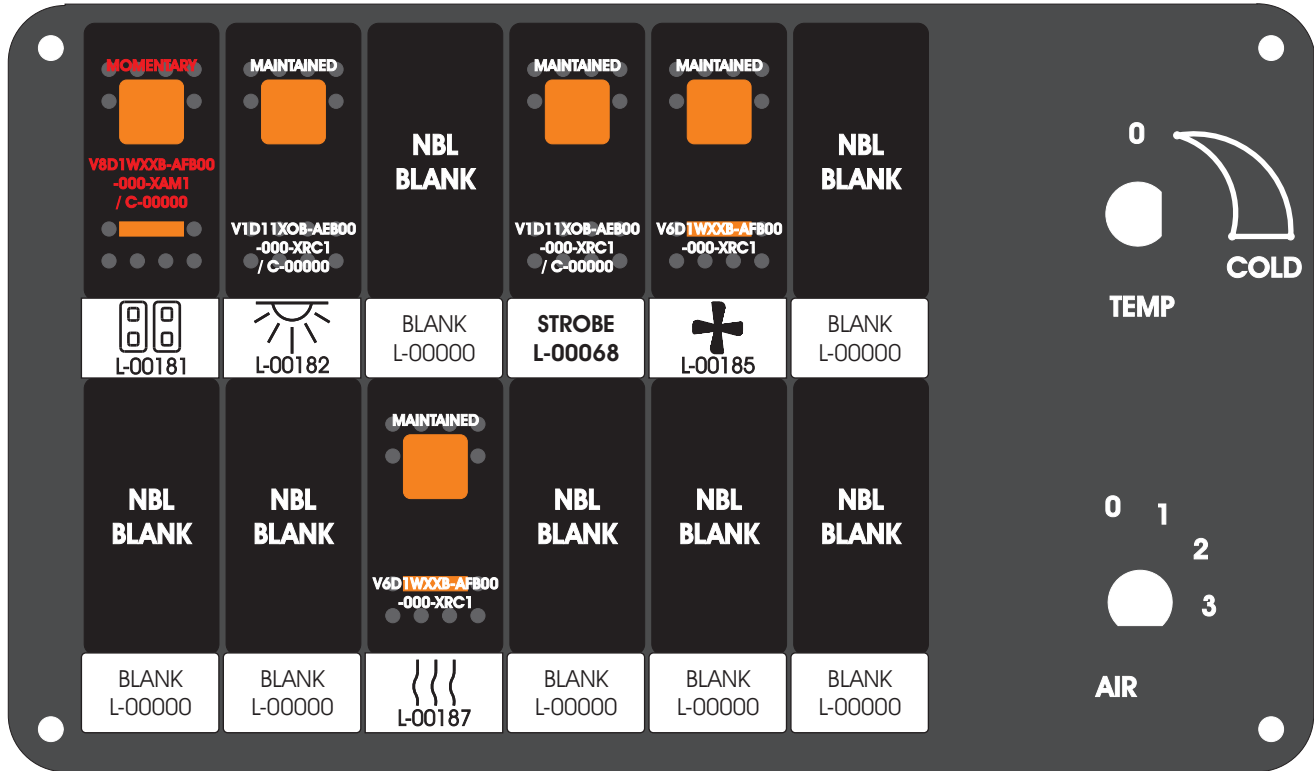 MOMENTARY
V8D1WXXB-AFB00
-000-XAM1
/ C-00000
L-00181
MAINTAINED
V1D11XOB-AEB00
-000-XRC1
/ C-00000
L-00182
NBL
BLANK
BLANK
L-00000
MAINTAINED
V1D11XOB-AEB00
-000-XRC1
/ C-00000
STROBE
L-00068
MAINTAINED
V6D1WXXB-AFB00
-000-XRC1
L-00185
NBL
BLANK
BLANK
L-00000
0
COLD
TEMP
NBL
BLANK
BLANK
L-00000
NBL
BLANK
BLANK
L-00000
MAINTAINED
V6D1WXXB-AFB00
-000-XRC1
L-00187
NBL
BLANK
BLANK
L-00000
NBL
BLANK
BLANK
L-00000
NBL
BLANK
BLANK
L-00000
0
1
2
3
AIR